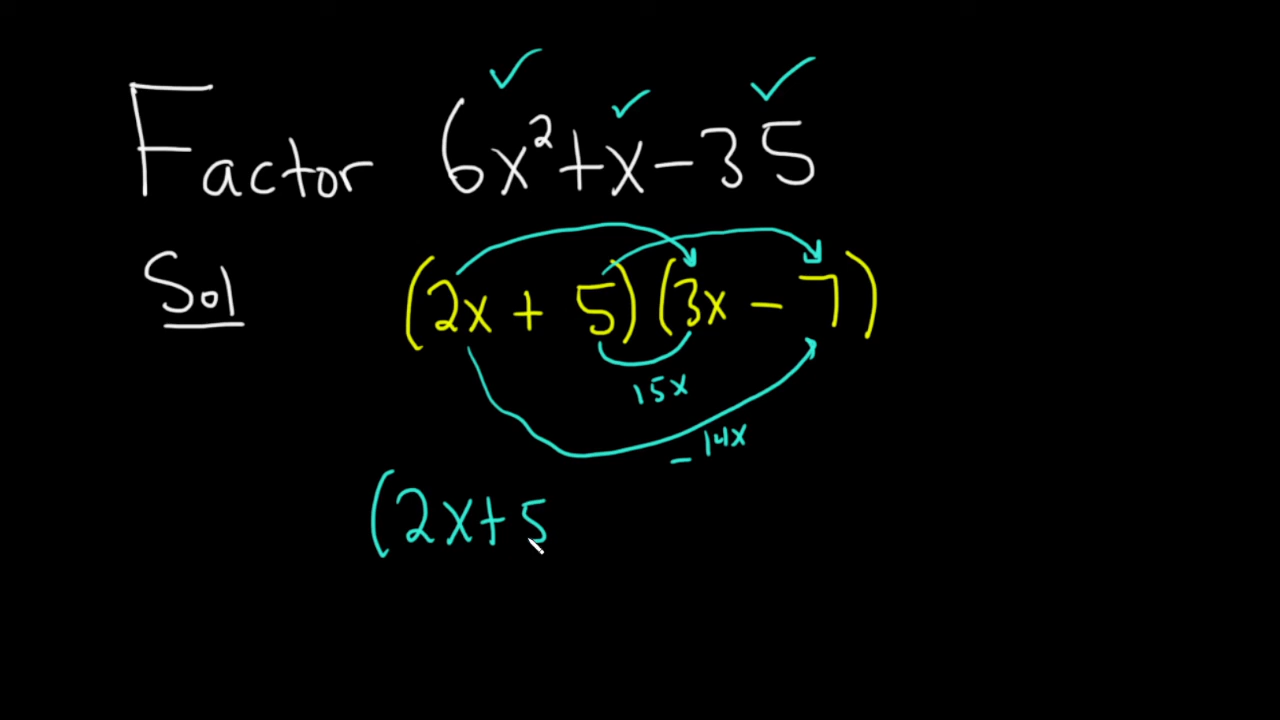 Factor 6x²+x-35
Sol (2x + 5)(3x - 7)
15x
-14x
(2x+5